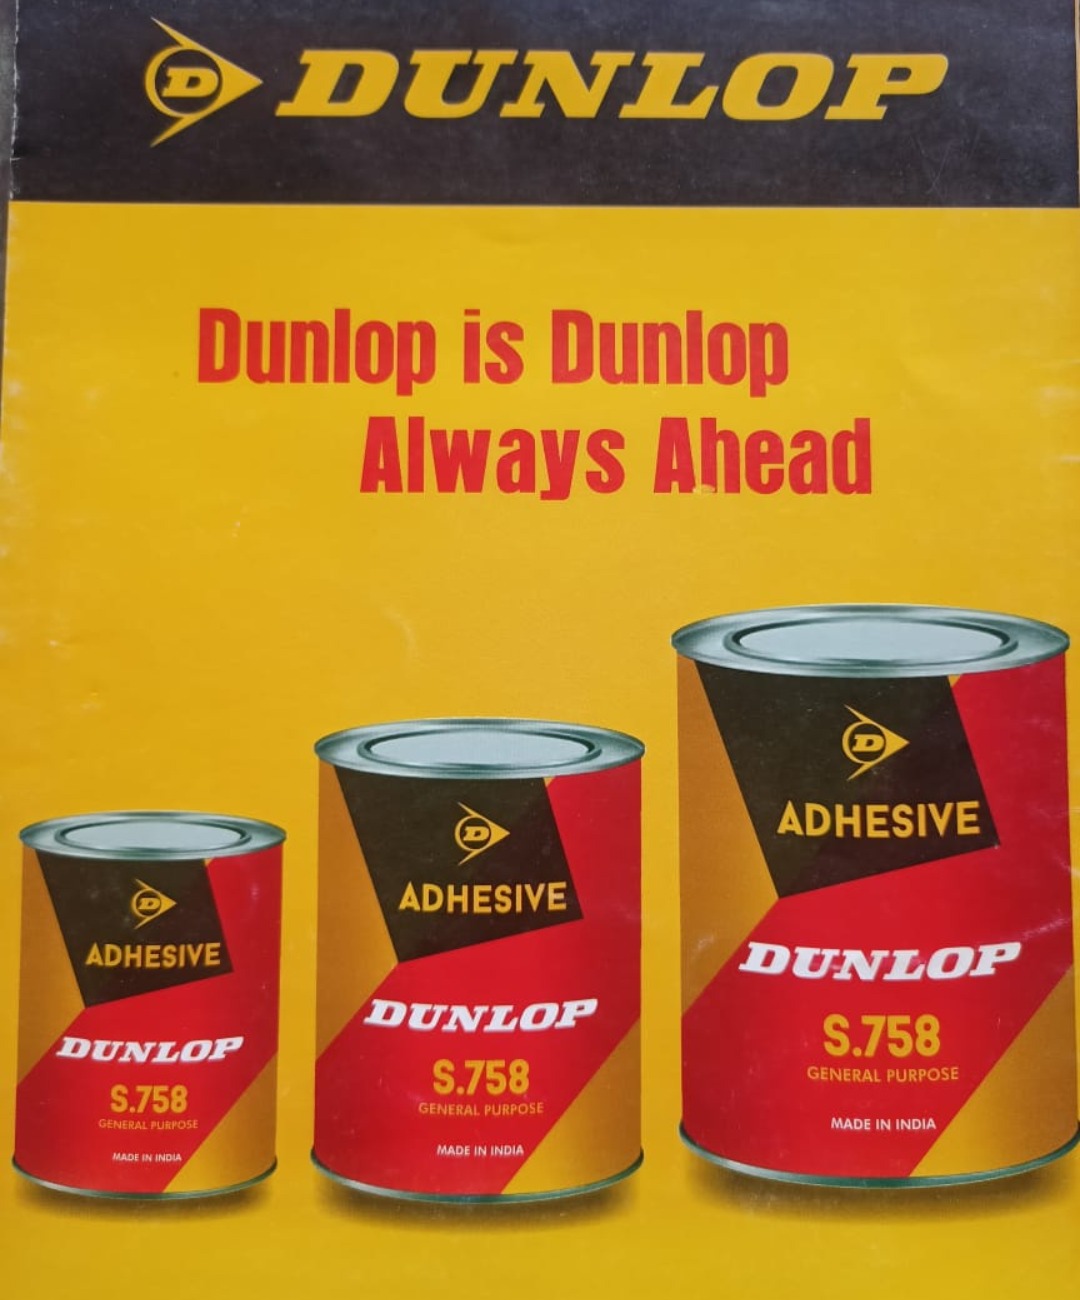 D DUNLOP
Dunlop is Dunlop
Always Ahead
D
ADHESIVE
DUNLOP
S.758
GENERAL PURPOSE
MADE IN INDIA
D
ADHESIVE
DUNLOP
S.758
GENERAL PURPOSE
MADE IN INDIA
D
ADHESIVE
DUNLOP
S.758
GENERAL PURPOSE
MADE IN INDIA